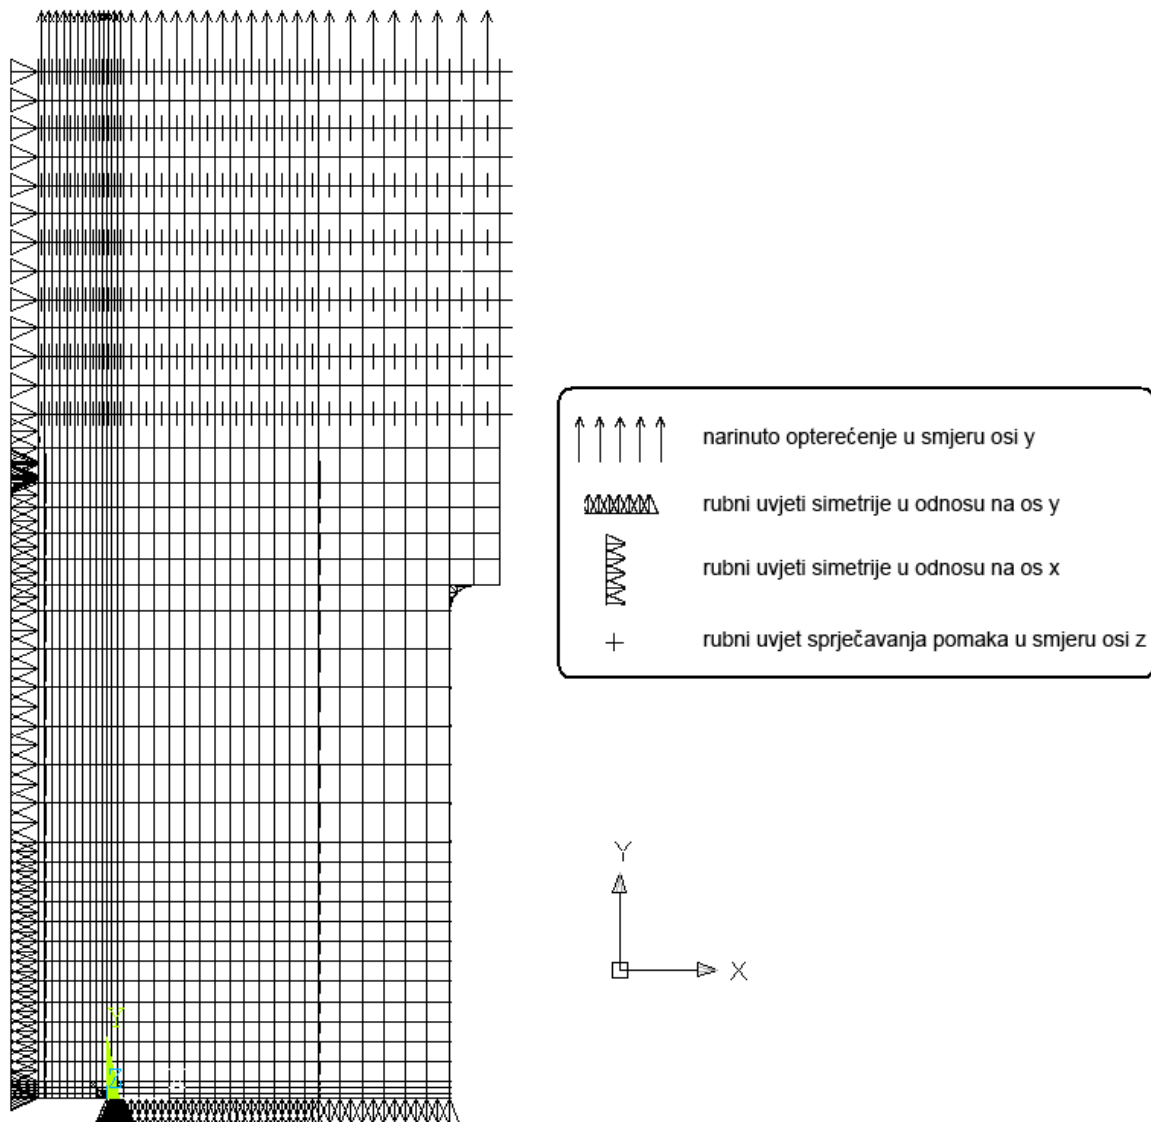 narinuto opterećenje u smjeru osi y
rubni uvjeti simetrije u odnosu na os y
rubni uvjeti simetrije u odnosu na os x
rubni uvjet sprječavanja pomaka u smjeru osi z
Y
X
Y